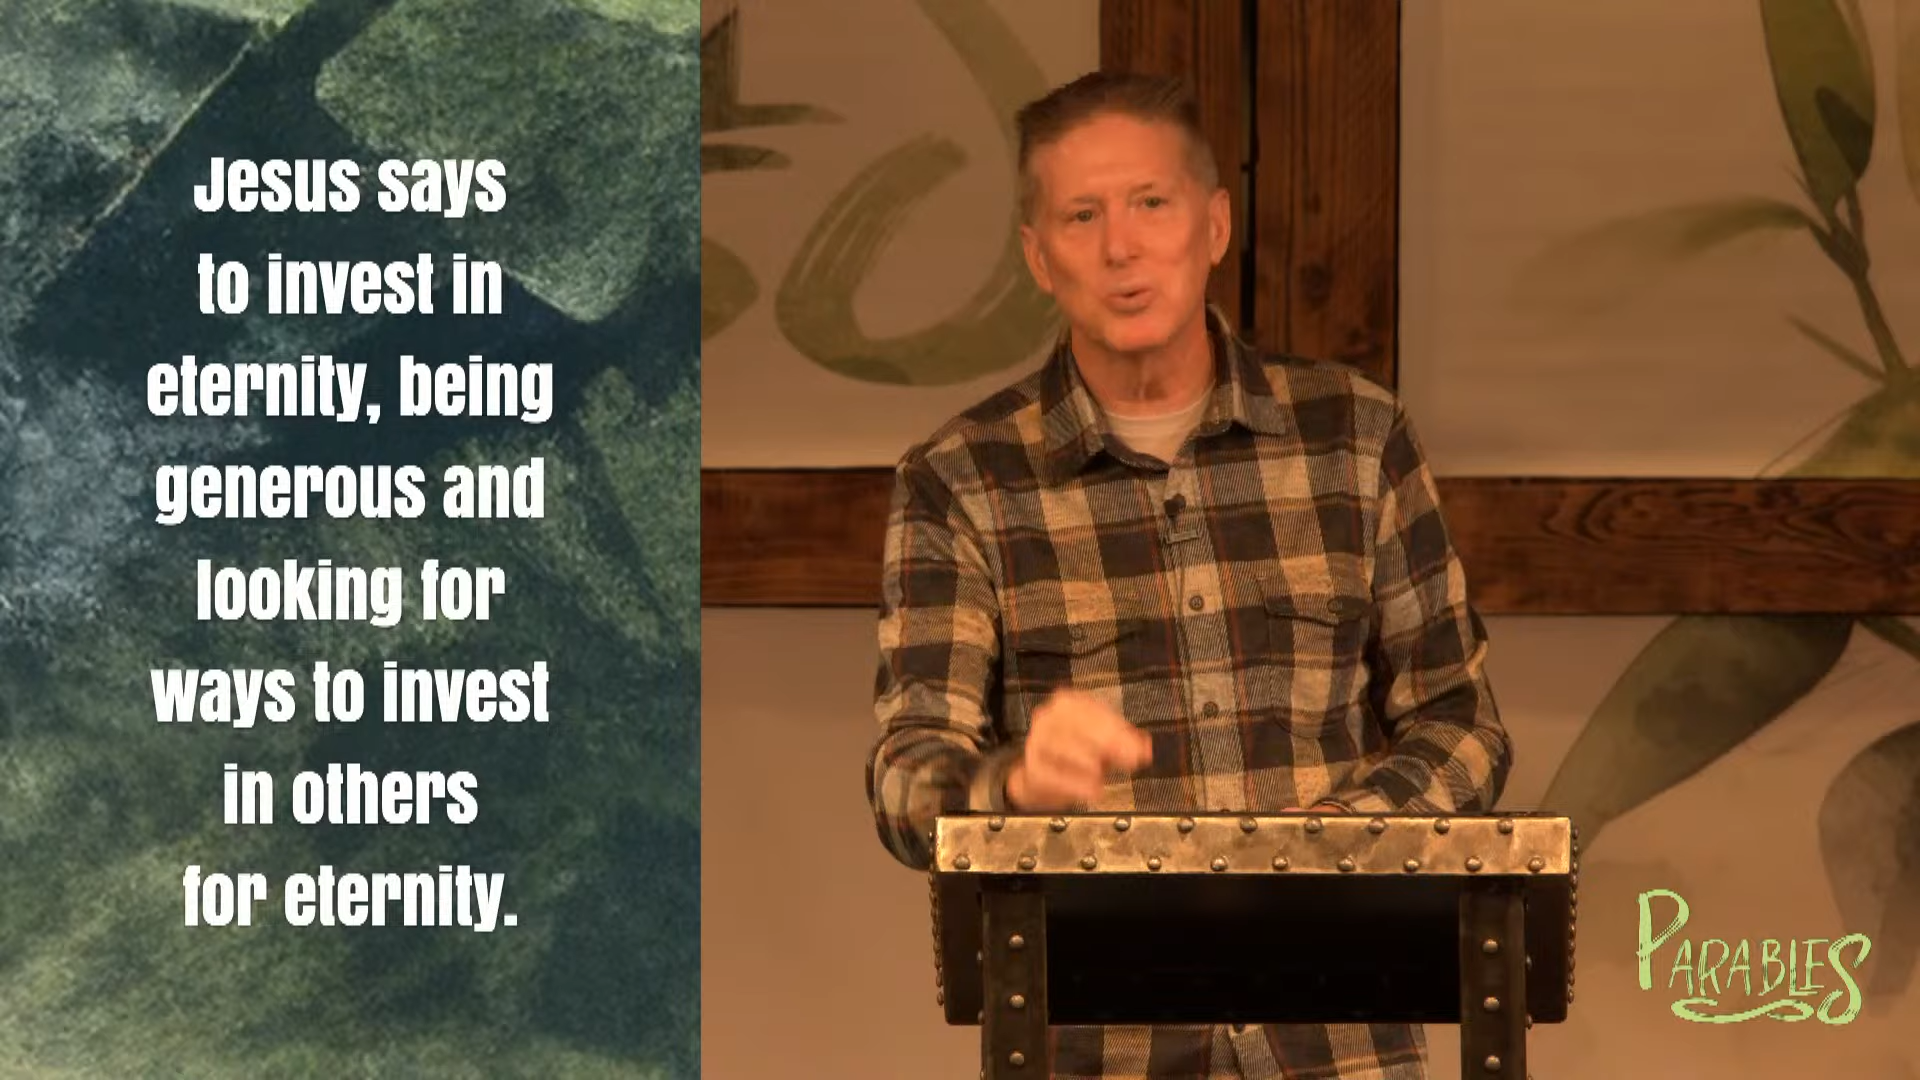 Jesus says
to invest in
eternity, being
generous and
looking for
ways to invest
in others
for eternity.
PARABLES